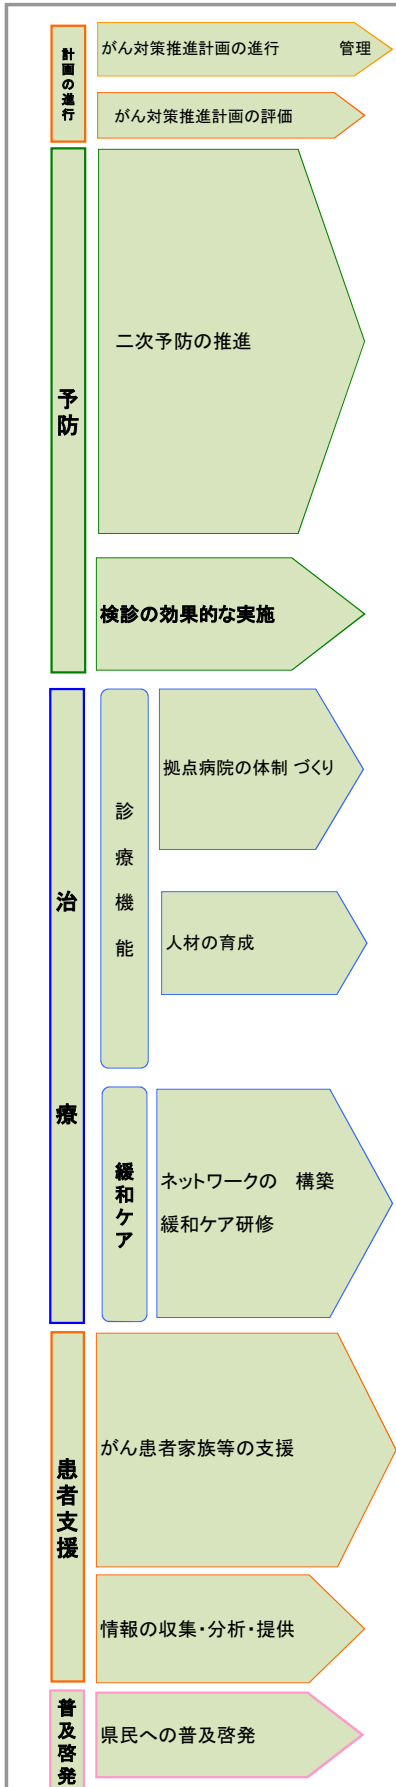 計画の進行
がん対策推進計画の進行　管理
がん対策推進計画の評価
予防
二次予防の推進
検診の効果的な実施
治療
診療機能
拠点病院の体制 づくり
人材の育成
緩和ケア
ネットワークの　構築
緩和ケア研修
患者支援
がん患者家族等の支援
情報の収集・分析・提供
普及啓発
県民への普及啓発